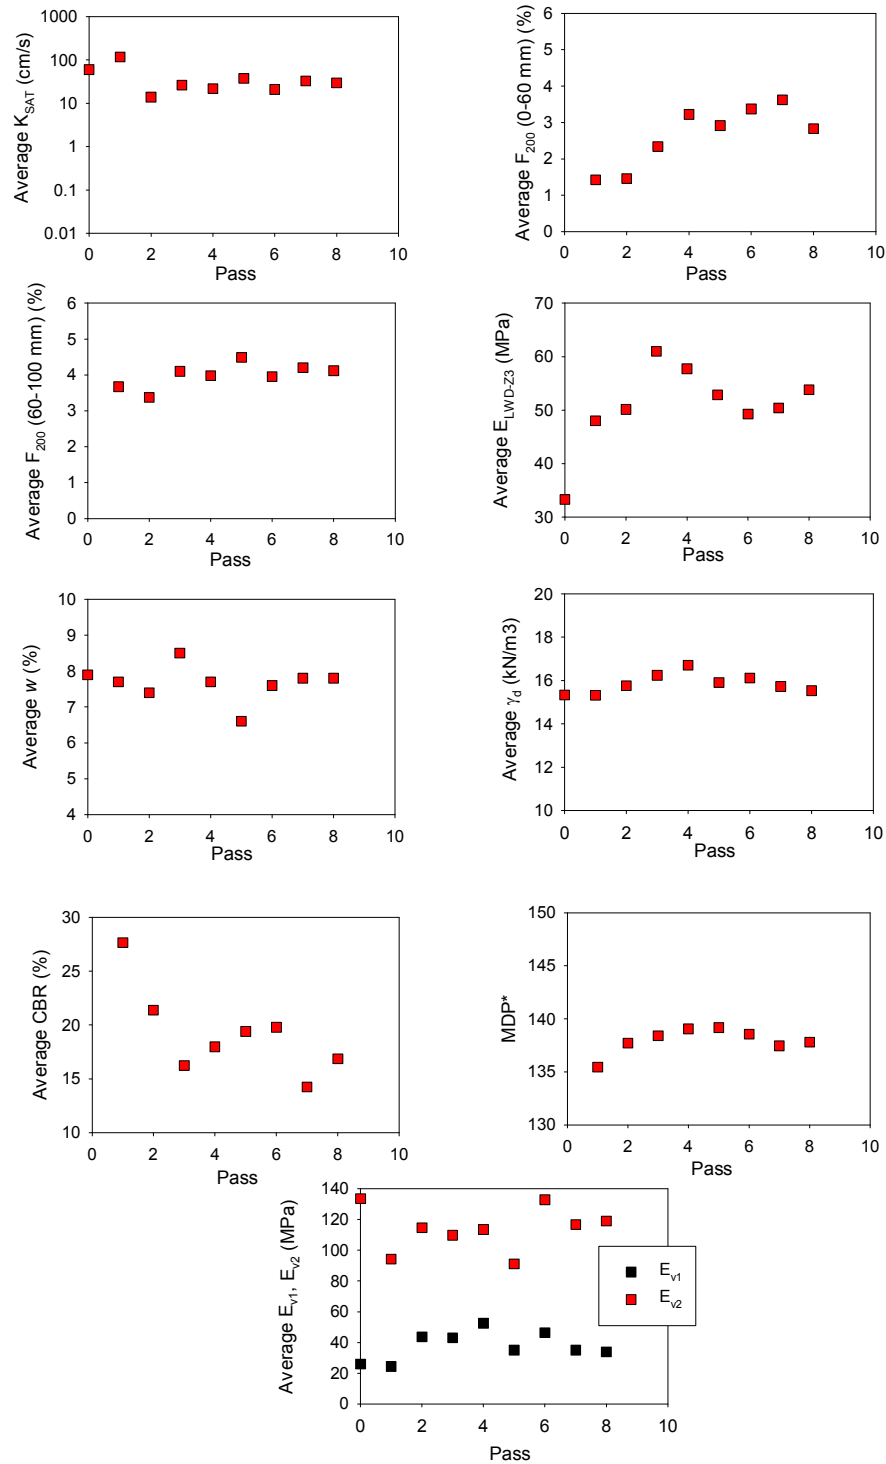 Average K_SAT (cm/s)
1000
100
10
1
0.1
0.01
0 2 4 6 8 10
Pass
Average F_200 (0-60 mm) (%)
6
5
4
3
2
1
0
0 2 4 6 8 10
Pass
Average F_200 (60-100 mm) (%)
6
5
4
3
2
1
0
0 2 4 6 8 10
Pass
Average E_LWD-Z3 (MPa)
70
60
50
40
30
0 2 4 6 8 10
Pass
Average w (%)
10
9
8
7
6
5
4
0 2 4 6 8 10
Pass
Average γ_d (kN/m3)
20
18
16
14
12
10
0 2 4 6 8 10
Pass
Average CBR (%)
30
25
20
15
10
0 2 4 6 8 10
Pass
MDP*
150
145
140
135
130
0 2 4 6 8 10
Pass
Average E_v1, E_v2 (MPa)
140
120
100
80
60
40
20
0
0 2 4 6 8 10
Pass
E_v1
E_v2